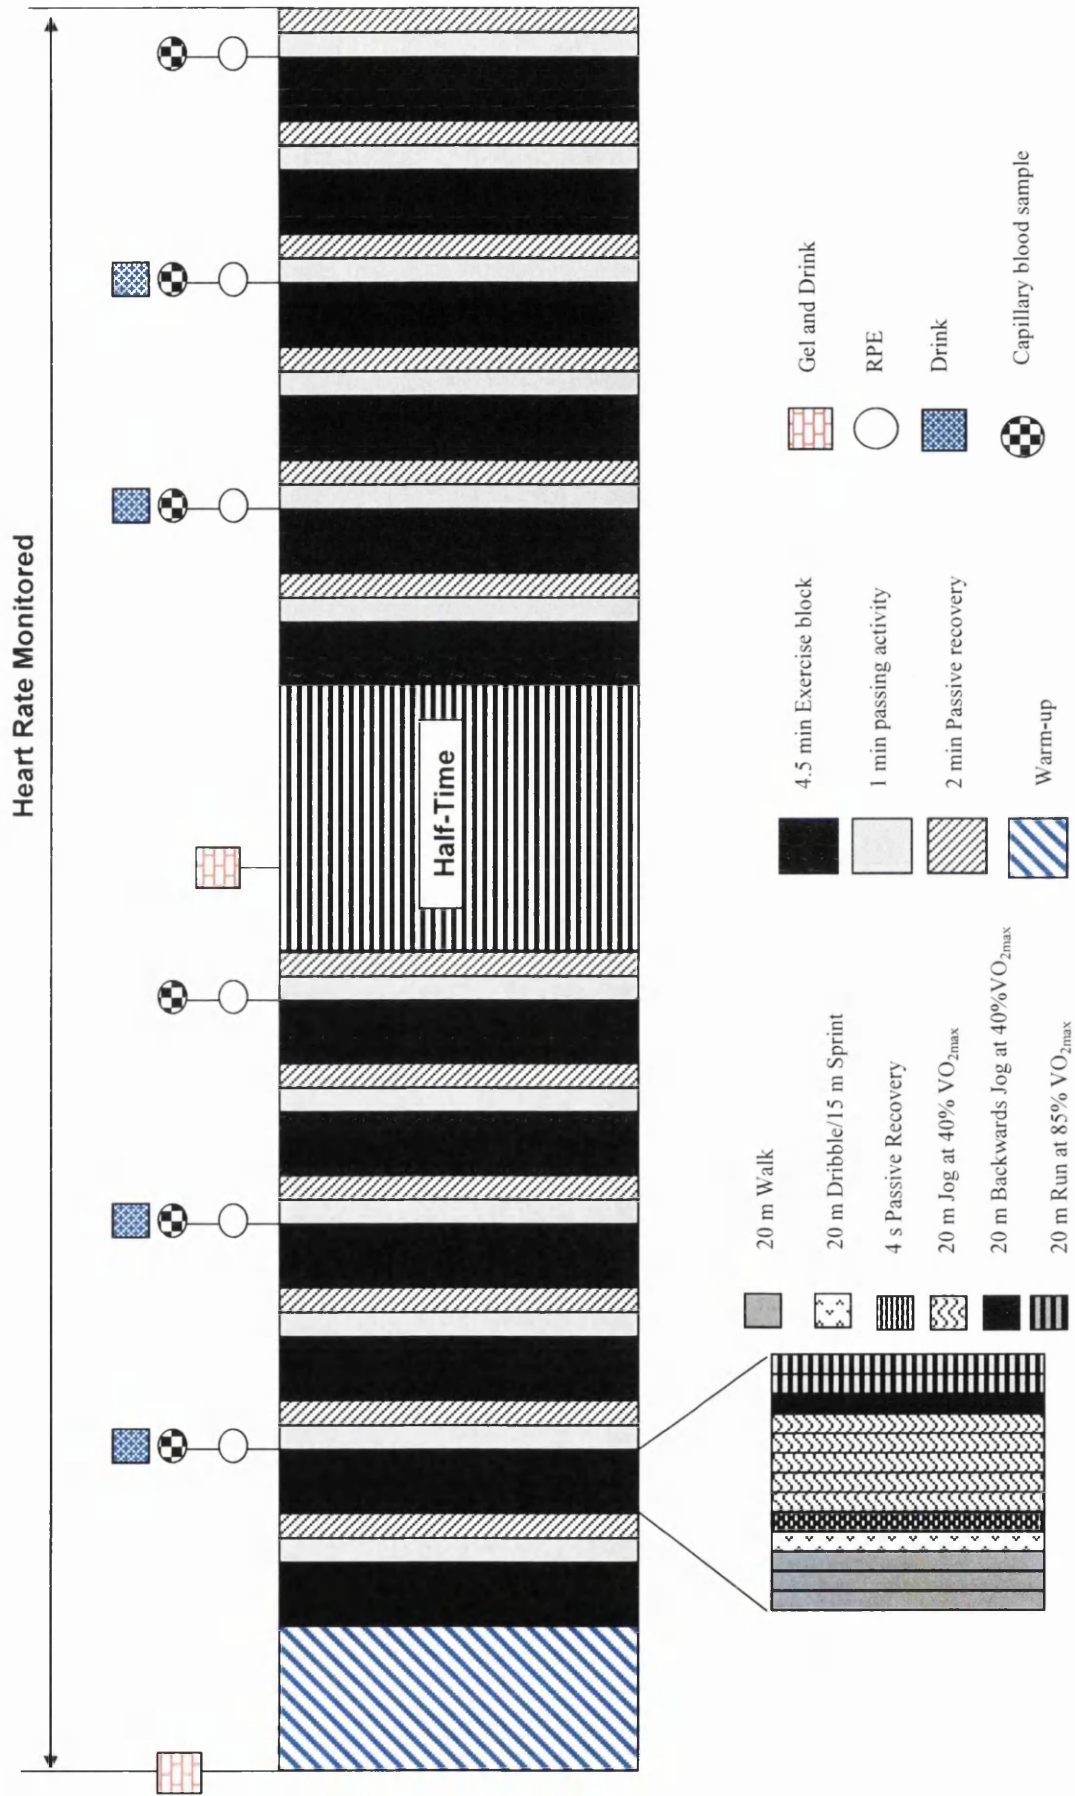 Heart Rate Monitored
Half-Time
20 m Walk
20 m Dribble/15 m Sprint
4 s Passive Recovery
20 m Jog at 40% VO2max
20 m Backwards Jog at 40%VO2max
20 m Run at 85% VO2max
4.5 min Exercise block
1 min passing activity
2 min Passive recovery
Warm-up
Gel and Drink
RPE
Drink
Capillary blood sample